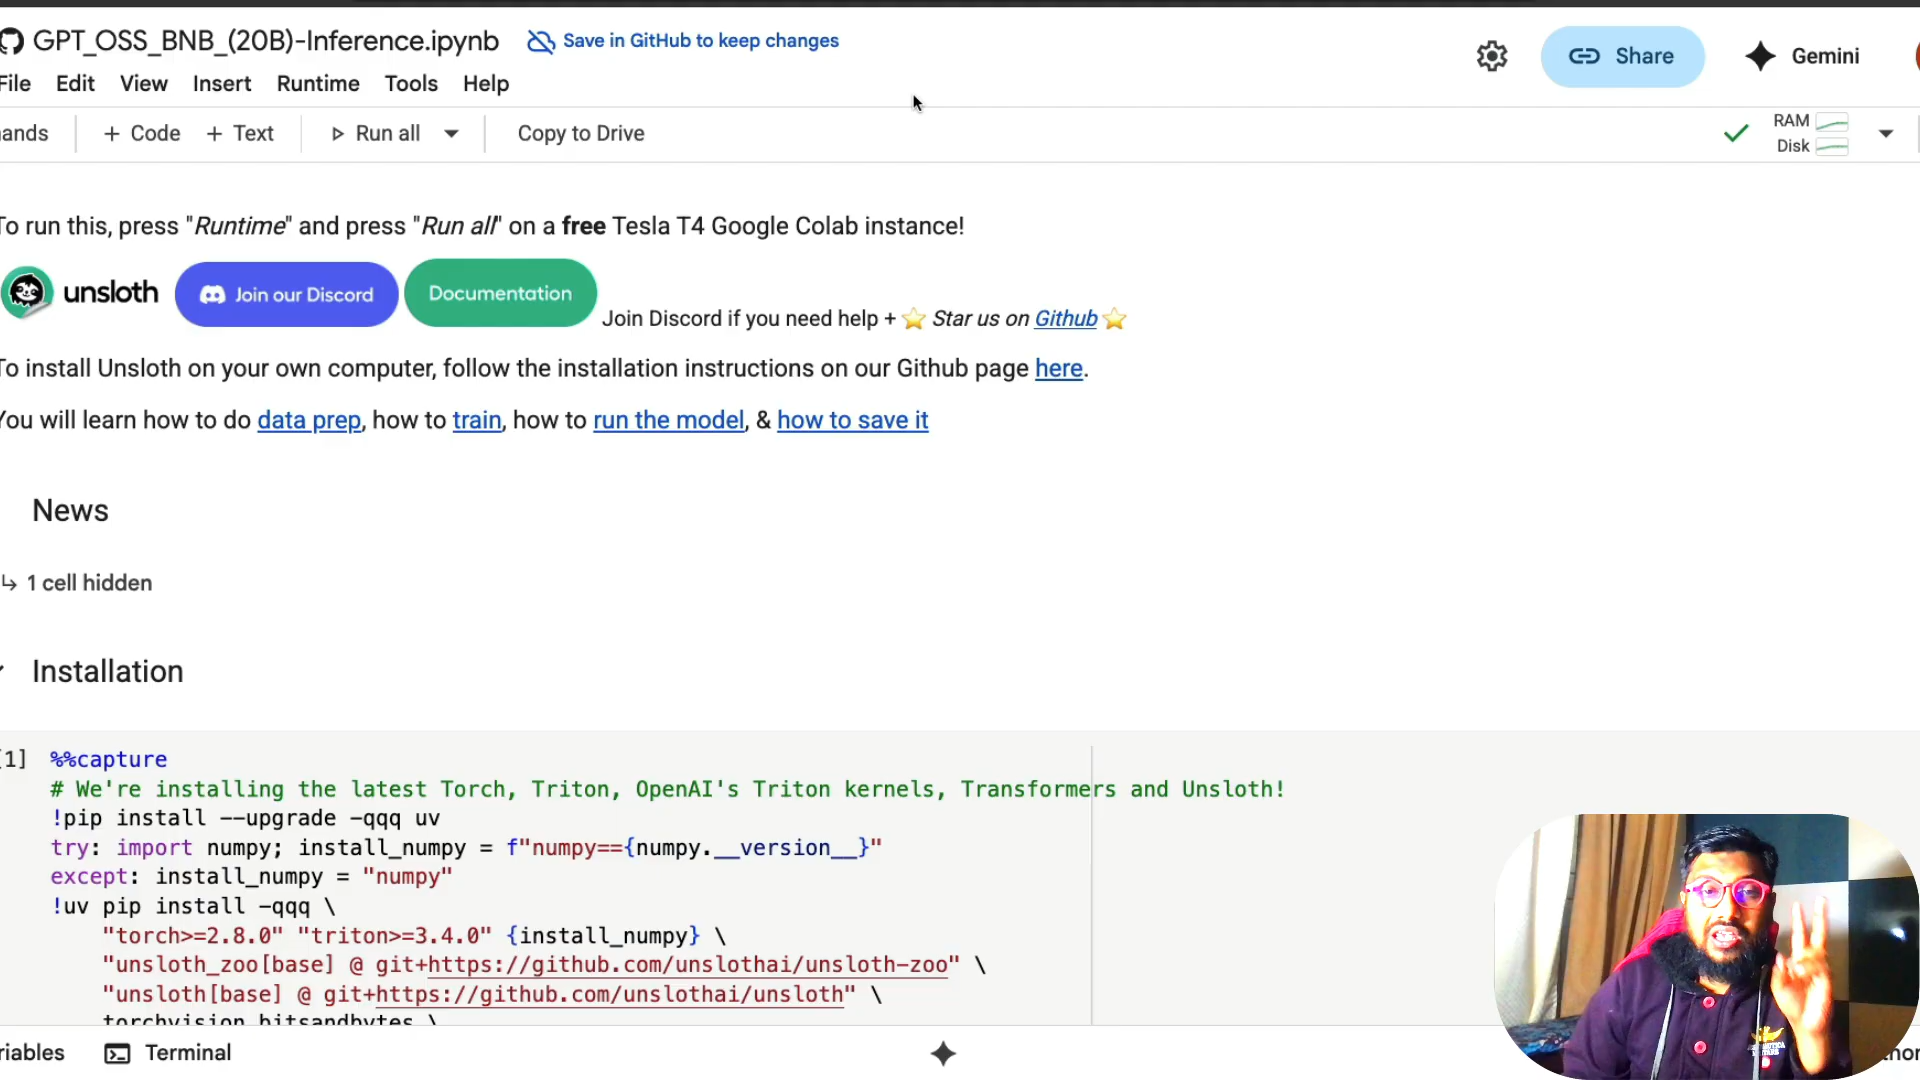 GPT_OSS_BNB_(20B)-Inference.ipynb Save in GitHub to keep changes
Share Gemini
File Edit View Insert Runtime Tools Help
ands + Code + Text Run all Copy to Drive
RAM
Disk
To run this, press "Runtime" and press "Run all" on a free Tesla T4 Google Colab instance!
unsloth Join our Discord Documentation Join Discord if you need help + ⭐ Star us on Github ⭐
To install Unsloth on your own computer, follow the installation instructions on our Github page here.
You will learn how to do data prep, how to train, how to run the model, & how to save it
News
↳ 1 cell hidden
Installation
[1] %%capture
# We're installing the latest Torch, Triton, OpenAI's Triton kernels, Transformers and Unsloth!
!pip install --upgrade -qqq uv
try: import numpy; install_numpy = f"numpy=={numpy.__version__}"
except: install_numpy = "numpy"
!uv pip install -qqq \
"torch>=2.8.0" "triton>=3.4.0" {install_numpy} \
"unsloth_zoo[base] @ git+https://github.com/unslothai/unsloth-zoo" \
"unsloth[base] @ git+https://github.com/unslothai/unsloth" \
torchvision bitsandbytes \
riables Terminal